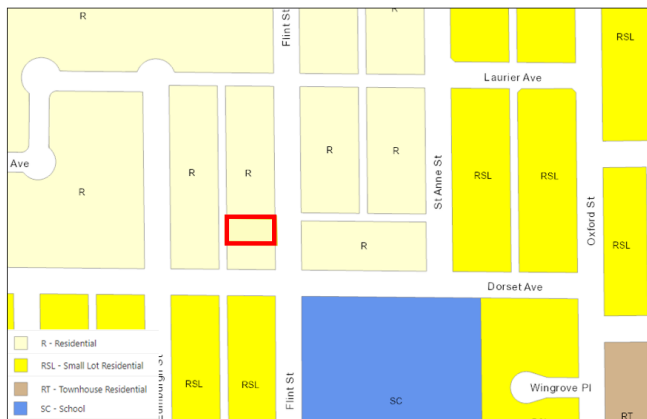 R
Flint St
R
RSL
Laurier Ave
Ave
R
R
R
R
R
St Anne St
RSL
RSL
Oxford St
RSL
R
Dorset Ave
R - Residential
RSL - Small Lot Residential
RT - Townhouse Residential
SC - School
RSL
RSL
Flint St
SC
Wingrove Pl
RT